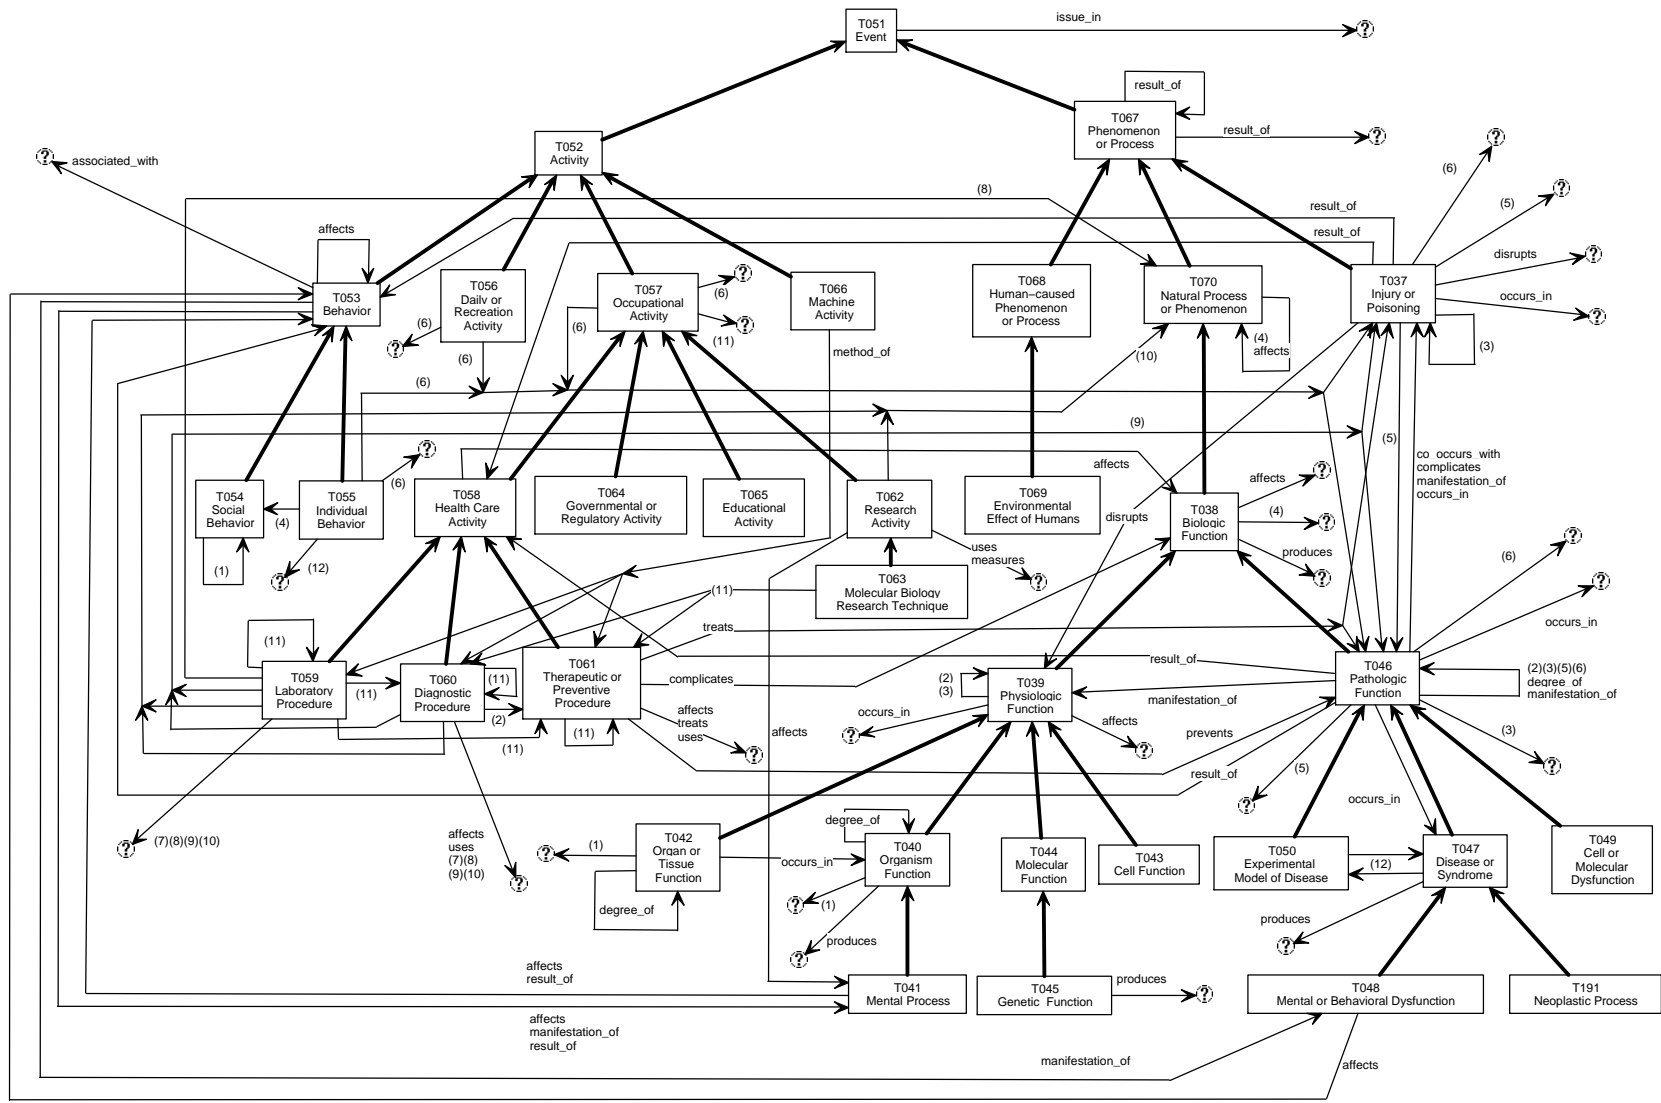 T051
Event
issue_in
?
result_of
T067
Phenomenon
or Process
result_of
?
T052
Activity
?
associated_with
?
(6)
(8)
?
(5)
result_of
affects
result_of
disrupts
?
T053
Behavior
T056
Daily or
Recreation
Activity
T057
Occupational
Activity
?
(6)
T066
Machine
Activity
T068
Human–caused
Phenomenon
or Process
T070
Natural Process
or Phenomenon
T037
Injury or
Poisoning
occurs_in
?
(6)
?
(6)
?
(11)
(4)
affects
(3)
(6)
method_of
(10)
(6)
(9)
(5)
?
(6)
co_occurs_with
complicates
manifestation_of
occurs_in
affects
affects
?
T054
Social
Behavior
(4)
T055
Individual
Behavior
T058
Health Care
Activity
T064
Governmental or
Regulatory Activity
T065
Educational
Activity
T062
Research
Activity
T069
Environmental
Effect of Humans
disrupts
T038
Biologic
Function
(4)
?
produces
?
(1)
(12)
?
uses
measures
?
T063
Molecular Biology
Research Technique
(11)
(6)
?
?
occurs_in
treats
(11)
result_of
T059
Laboratory
Procedure
(11)
T060
Diagnostic
Procedure
(11)
(2)
T061
Therapeutic or
Preventive
Procedure
complicates
(2)
(3)
T039
Physiologic
Function
manifestation_of
T046
Pathologic
Function
(2)(3)(5)(6)
degree_of
manifestation_of
affects
treats
uses
?
occurs_in
?
affects
?
(11)
(11)
affects
prevents
(3)
?
result_of
(5)
?
occurs_in
?
(7)(8)(9)(10)
affects
uses
(7)(8)
(9)(10)
?
?
(1)
T042
Organ or
Tissue
Function
degree_of
occurs_in
degree_of
T040
Organism
Function
T044
Molecular
Function
T043
Cell Function
T050
Experimental
Model of Disease
(12)
T047
Disease or
Syndrome
T049
Cell or
Molecular
Dysfunction
?
(1)
produces
?
produces
?
affects
result_of
T041
Mental Process
T045
Genetic Function
produces
?
T048
Mental or Behavioral Dysfunction
T191
Neoplastic Process
affects
manifestation_of
result_of
manifestation_of
affects